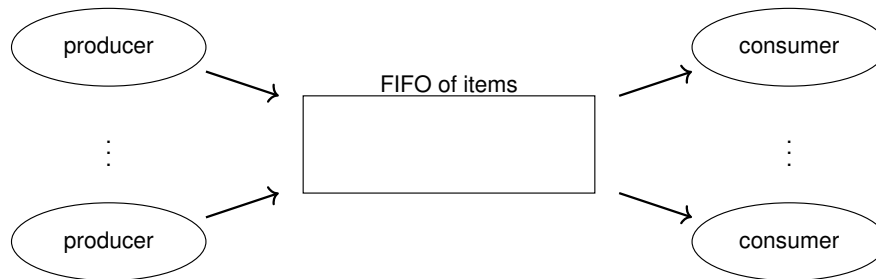 producer
consumer
FIFO of items
producer
consumer